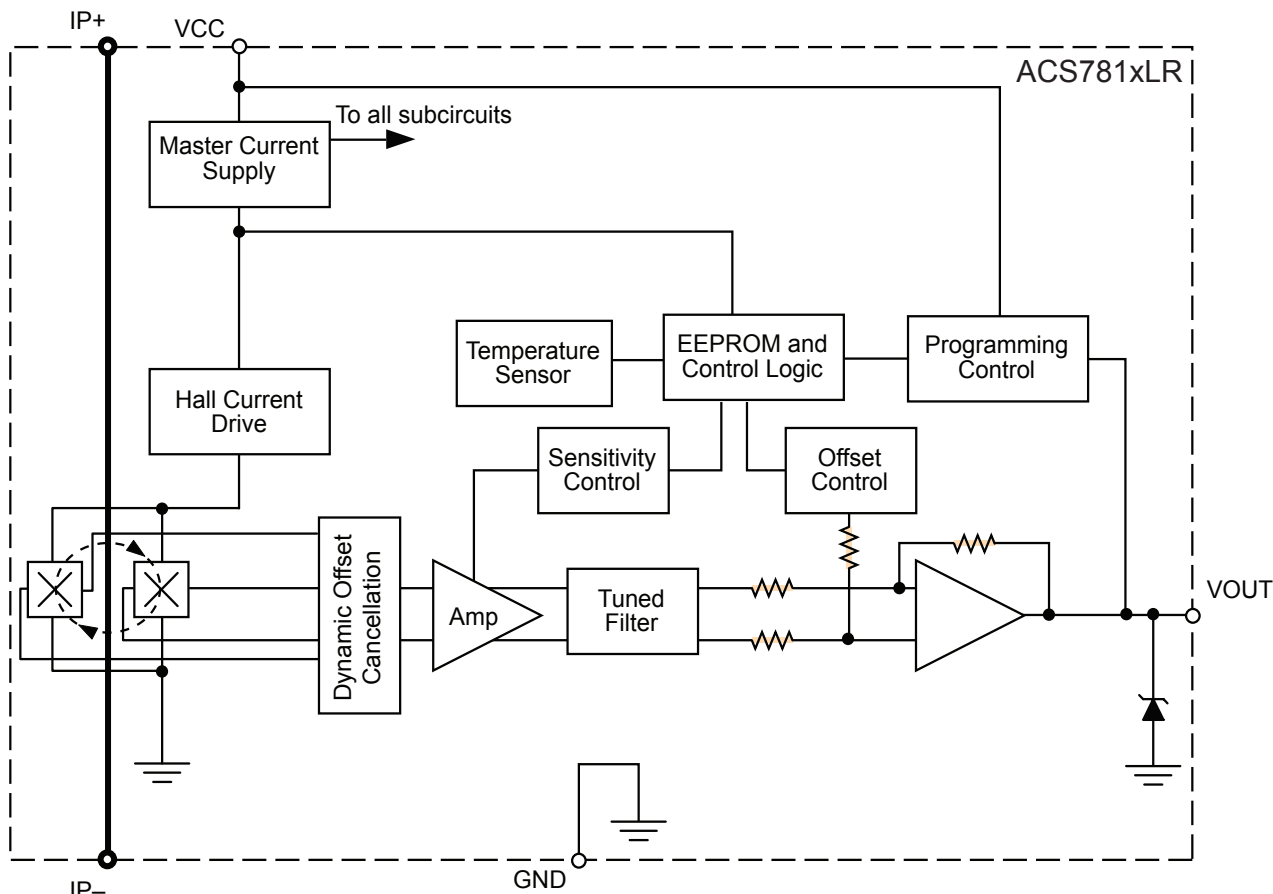 IP+
VCC
ACS781xLR
To all subcircuits
Master Current
Supply
Temperature
Sensor
EEPROM and
Control Logic
Programming
Control
Hall Current
Drive
Sensitivity
Control
Offset
Control
Dynamic Offset
Cancellation
Amp
Tuned
Filter
VOUT
GND
IP–